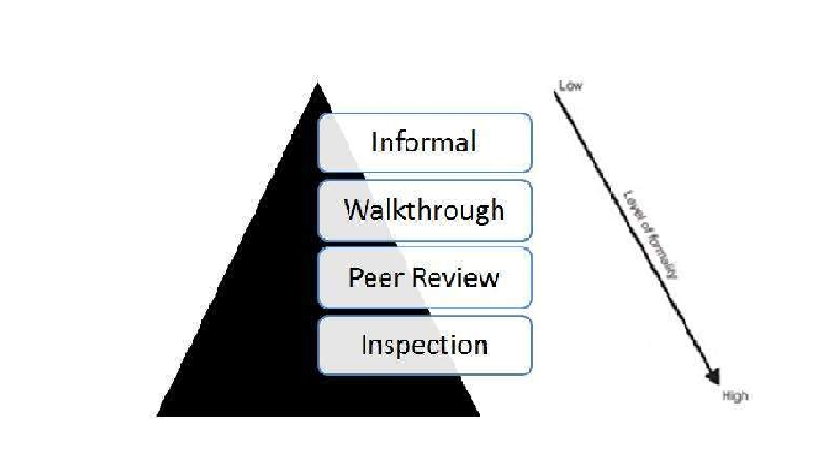 Low
Informal
Walkthrough
Level of formality
Peer Review
Inspection
High